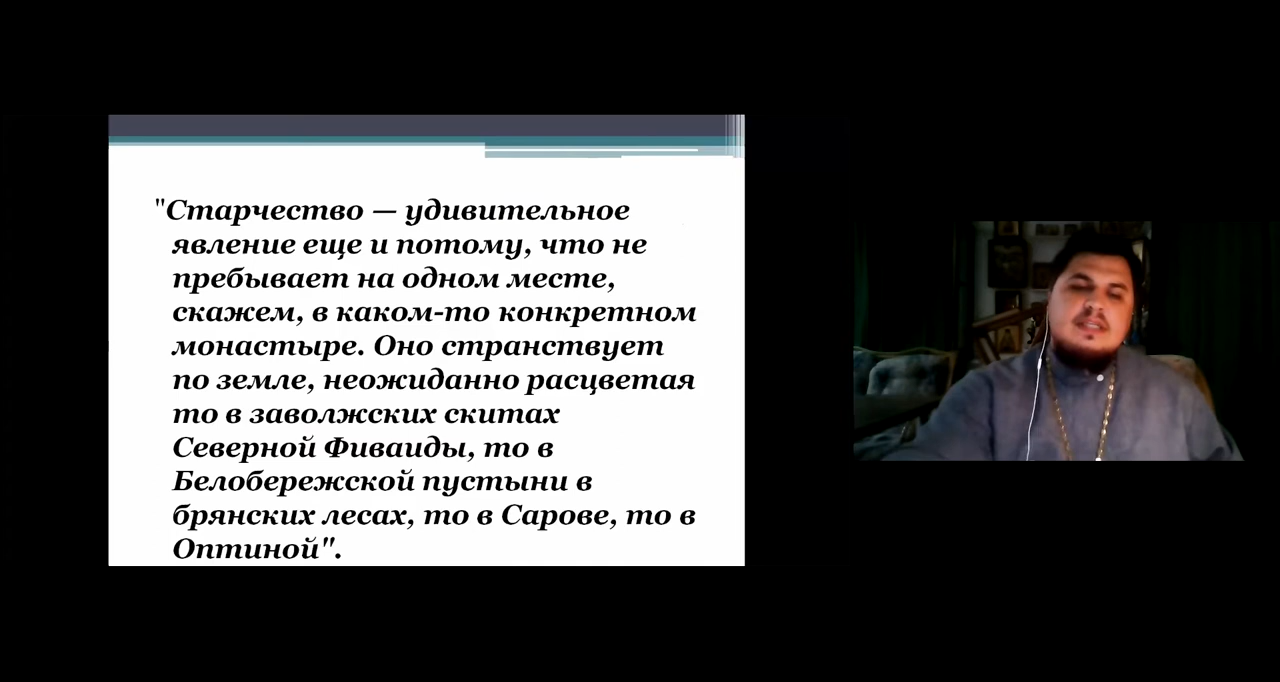 "Старчество — удивительное
явление еще и потому, что не
пребывает на одном месте,
скажем, в каком-то конкретном
монастыре. Оно странствует
по земле, неожиданно расцветая
то в заволжских скитах
Северной Фиваиды, то в
Белобережской пустыни в
брянских лесах, то в Сарове, то в
Оптиной".